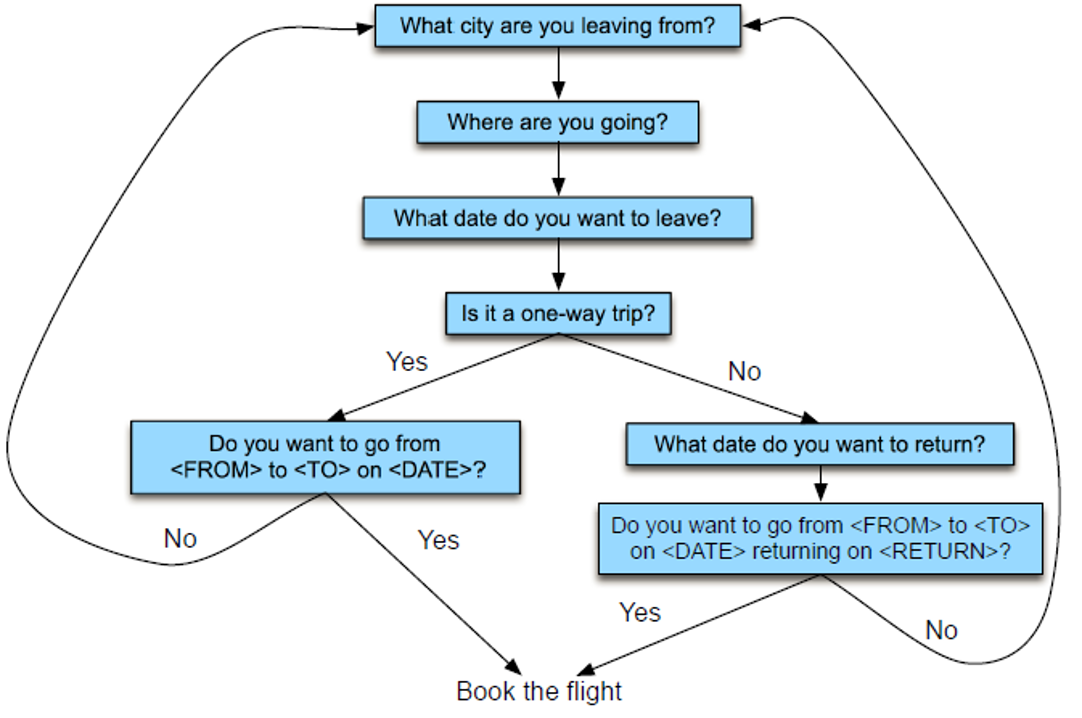 What city are you leaving from?
Where are you going?
What date do you want to leave?
Is it a one-way trip?
Yes
No
Do you want to go from
<FROM> to <TO> on <DATE>?
What date do you want to return?
No
Yes
Do you want to go from <FROM> to <TO>
on <DATE> returning on <RETURN>?
Yes
No
Book the flight